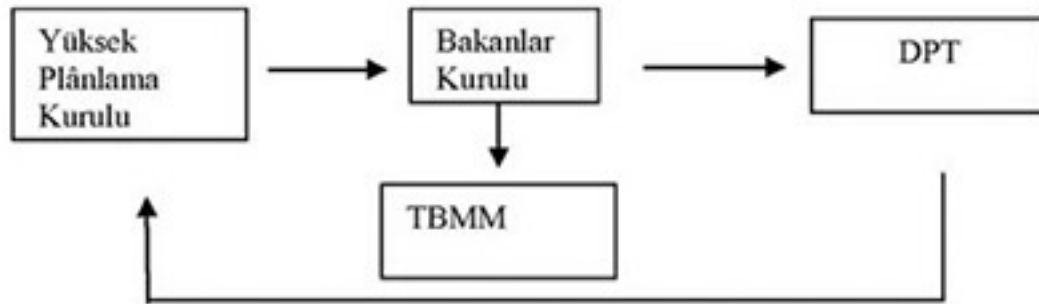 Yüksek
Plânlama
Kurulu
Bakanlar
Kurulu
DPT
TBMM